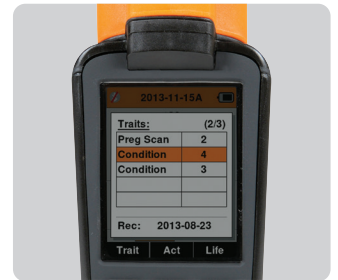 2013-11-15A
Traits: (2/3)
Preg Scan 2
Condition 4
Condition 3
Rec: 2013-08-23
Trait Act Life